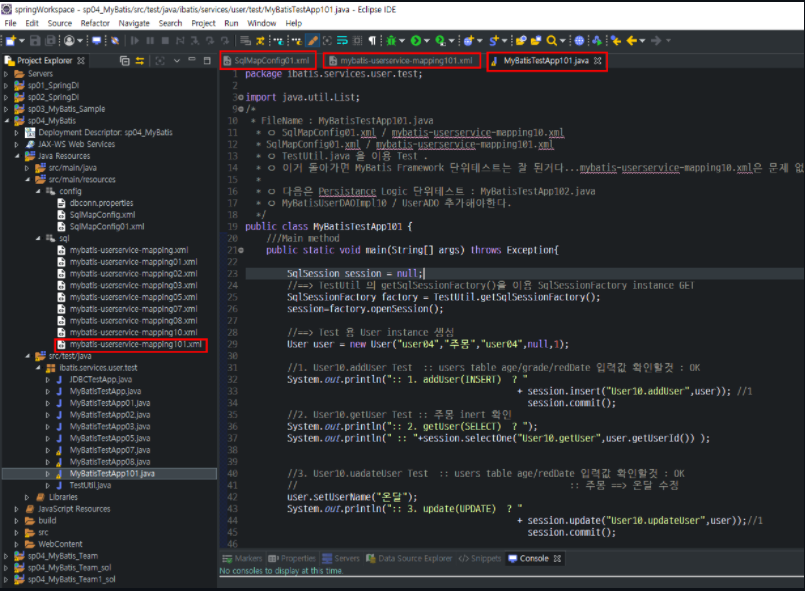 springWorkspace - sp04_MyBatis/src/test/java/ibatis/services/user/test/MyBatisTestApp101.java - Eclipse IDE
File Edit Source Refactor Navigate Search Project Run Window Help
Project Explorer
Servers
sp01_SpringDI
sp02_SpringDI
sp03_MyBatis_Sample
sp04_MyBatis
Deployment Descriptor: sp04_MyBatis
JAX-WS Web Services
Java Resources
src/main/java
src/main/resources
config
dbconn.properties
SqlMapConfig.xml
SqlMapConfig01.xml
sql
mybatis-userservice-mapping.xml
mybatis-userservice-mapping01.xml
mybatis-userservice-mapping02.xml
mybatis-userservice-mapping03.xml
mybatis-userservice-mapping05.xml
mybatis-userservice-mapping07.xml
mybatis-userservice-mapping08.xml
mybatis-userservice-mapping10.xml
mybatis-userservice-mapping101.xml
src/test/java
ibatis.services.user.test
JDBCTestApp.java
MyBatisTestApp.java
MyBatisTestApp01.java
MyBatisTestApp02.java
MyBatisTestApp03.java
MyBatisTestApp05.java
MyBatisTestApp07.java
MyBatisTestApp08.java
MyBatisTestApp101.java
TestUtil.java
Libraries
JavaScript Resources
build
src
WebContent
sp04_MyBatis_Team
sp04_MyBatis_Team_sol
sp04_MyBatis_Team1_sol
SqlMapConfig01.xml mybatis-userservice-mapping101.xml MyBatisTestApp101.java
1 package ibatis.services.user.test;
2
3 import java.util.List;
9 /*
10 * FileName : MyBatisTestApp101.java
11 * ㅇ SqlMapConfig01.xml / mybatis-userservice-mapping10.xml
12 * SqlMapConfig01.xml / mybatis-userservice-mapping101.xml
13 * ㅇ TestUtil.java 을 이용 Test .
14 * ㅇ 이거 돌아가면 MyBatis Framework 단위테스트는 잘 된거다...mybatis-userservice-mapping10.xml은 문제 없
15 *
16 * ㅇ 다음은 Persistance Logic 단위테스트 : MyBatisTestApp102.java
17 * ㅇ MyBatisUserDAOImpl10 / UserADO 추가해야한다.
18 */
19 public class MyBatisTestApp101 {
20 ///Main method
21 public static void main(String[] args) throws Exception{
22
23 SqlSession session = null;
24 //==> TestUtil 의 getSqlSessionFactory()을 이용 SqlSessionFactory instance GET
25 SqlSessionFactory factory = TestUtil.getSqlSessionFactory();
26 session=factory.openSession();
27
28 //==> Test 용 User instance 생성
29 User user = new User("user04","주몽","user04",null,1);
30
31 //1. User10.addUser Test :: users table age/grade/redDate 입력값 확인할것 : OK
32 System.out.println(":: 1. addUser(INSERT) ? "
33 + session.insert("User10.addUser",user)); //1
34 session.commit();
35 //2. User10.getUser Test :: 주몽 inert 확인
36 System.out.println(":: 2. getUser(SELECT) ? ");
37 System.out.println(" :: "+session.selectOne("User10.getUser",user.getUserId()) );
38
39
40 //3. User10.uadateUser Test :: users table age/redDate 입력값 확인할것 : OK
41 // :: 주몽 ==> 온달 수정
42 user.setUserName("온달");
43 System.out.println(":: 3. update(UPDATE) ? "
44 + session.update("User10.updateUser",user));//1
45 session.commit();
46
Markers Properties Servers Data Source Explorer Snippets Console
No consoles to display at this time.